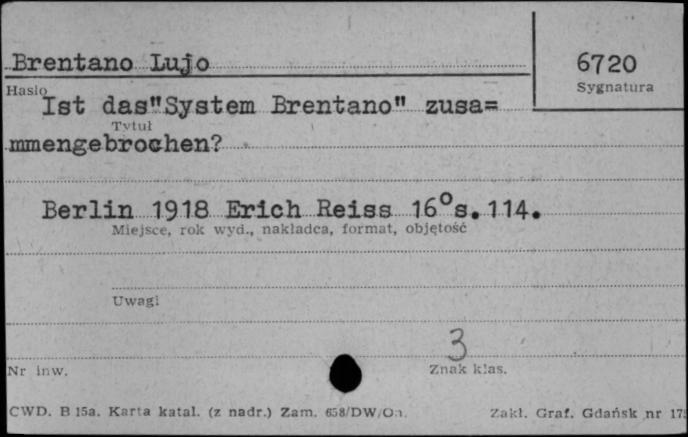 Brentano Lujo
6720
Hasło
Sygnatura
Ist das"System Brentano" zusa=
Tytuł
mmengebrochen?
Berlin 1918 Erich Reiss 16°s.114.
Miejsce, rok wyd., nakładca, format, objętość
Uwagi
3
Nr inw.
Znak klas.
CWD. B 15a. Karta katal. (z nadr.) Zam. 658/DW/On.
Zakł. Graf. Gdańsk nr 175